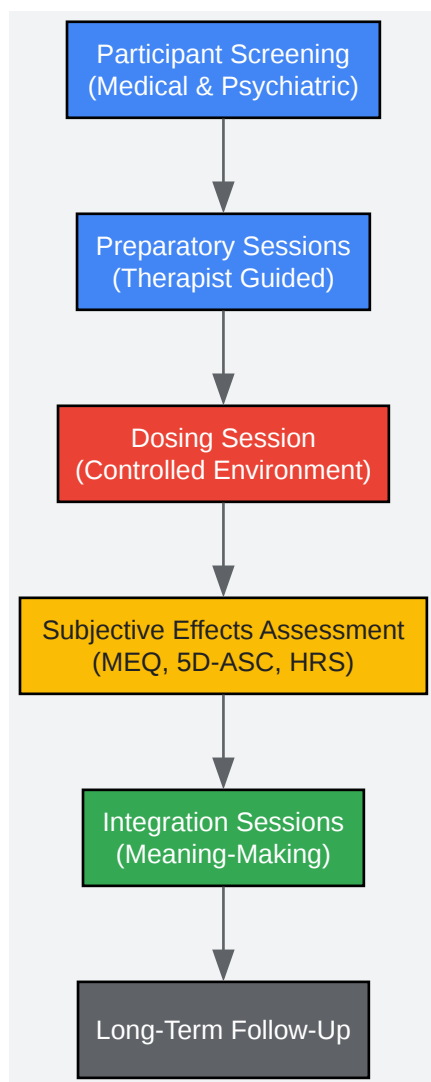 Participant Screening
(Medical & Psychiatric)
Preparatory Sessions
(Therapist Guided)
Dosing Session
(Controlled Environment)
Subjective Effects Assessment
(MEQ, 5D-ASC, HRS)
Integration Sessions
(Meaning-Making)
Long-Term Follow-Up